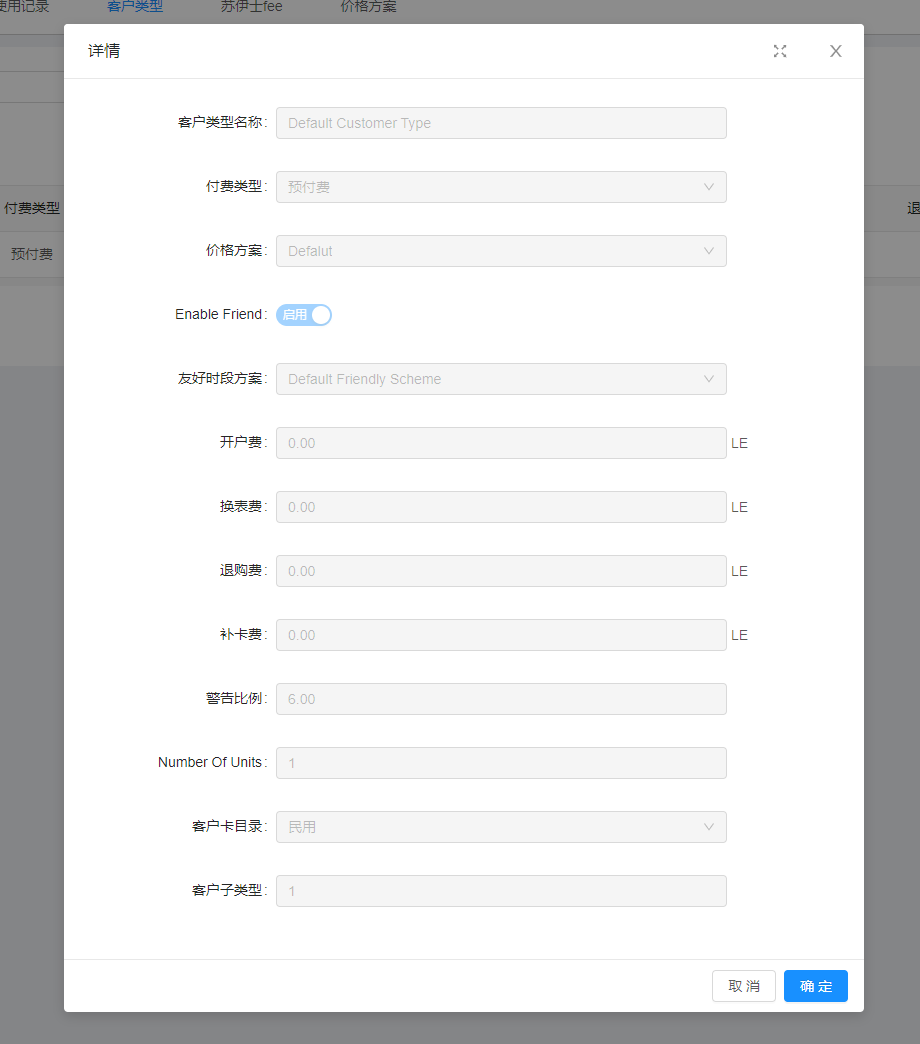 使用记录 客户类型 苏伊士fee 价格方案
详情
客户类型名称: Default Customer Type
付费类型: 预付费
付费类型
退
价格方案: Defalut
预付费
Enable Friend: 启用
友好时段方案: Default Friendly Scheme
开户费: 0.00 LE
换表费: 0.00 LE
退购费: 0.00 LE
补卡费: 0.00 LE
警告比例: 6.00
Number Of Units: 1
客户卡目录: 民用
客户子类型: 1
取 消 确 定